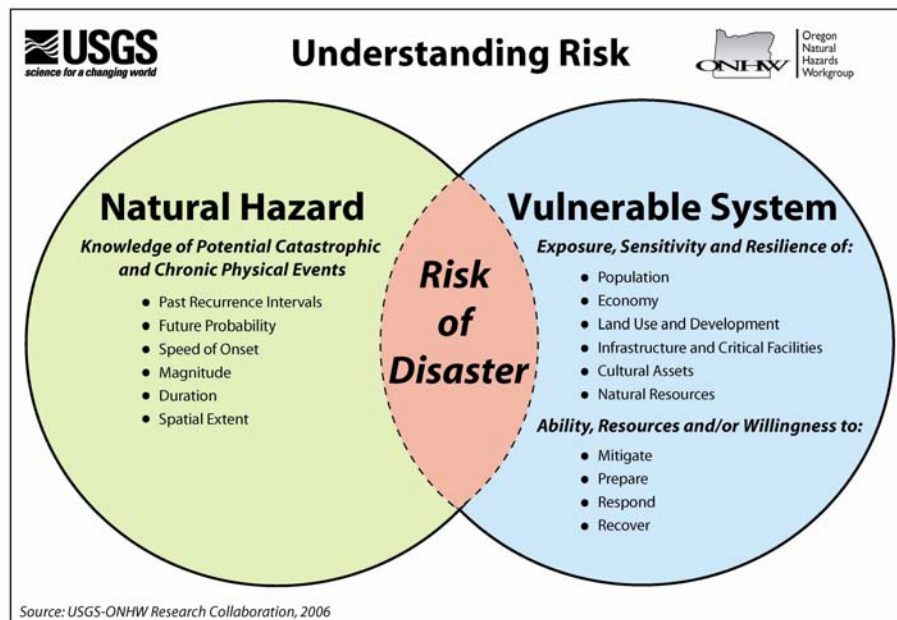 USGS
science for a changing world
Understanding Risk
ONHW
Oregon
Natural
Hazards
Workgroup
Natural Hazard
Knowledge of Potential Catastrophic
and Chronic Physical Events
• Past Recurrence Intervals
• Future Probability
• Speed of Onset
• Magnitude
• Duration
• Spatial Extent
Risk
of
Disaster
Vulnerable System
Exposure, Sensitivity and Resilience of:
• Population
• Economy
• Land Use and Development
• Infrastructure and Critical Facilities
• Cultural Assets
• Natural Resources
Ability, Resources and/or Willingness to:
• Mitigate
• Prepare
• Respond
• Recover
Source: USGS-ONHW Research Collaboration, 2006